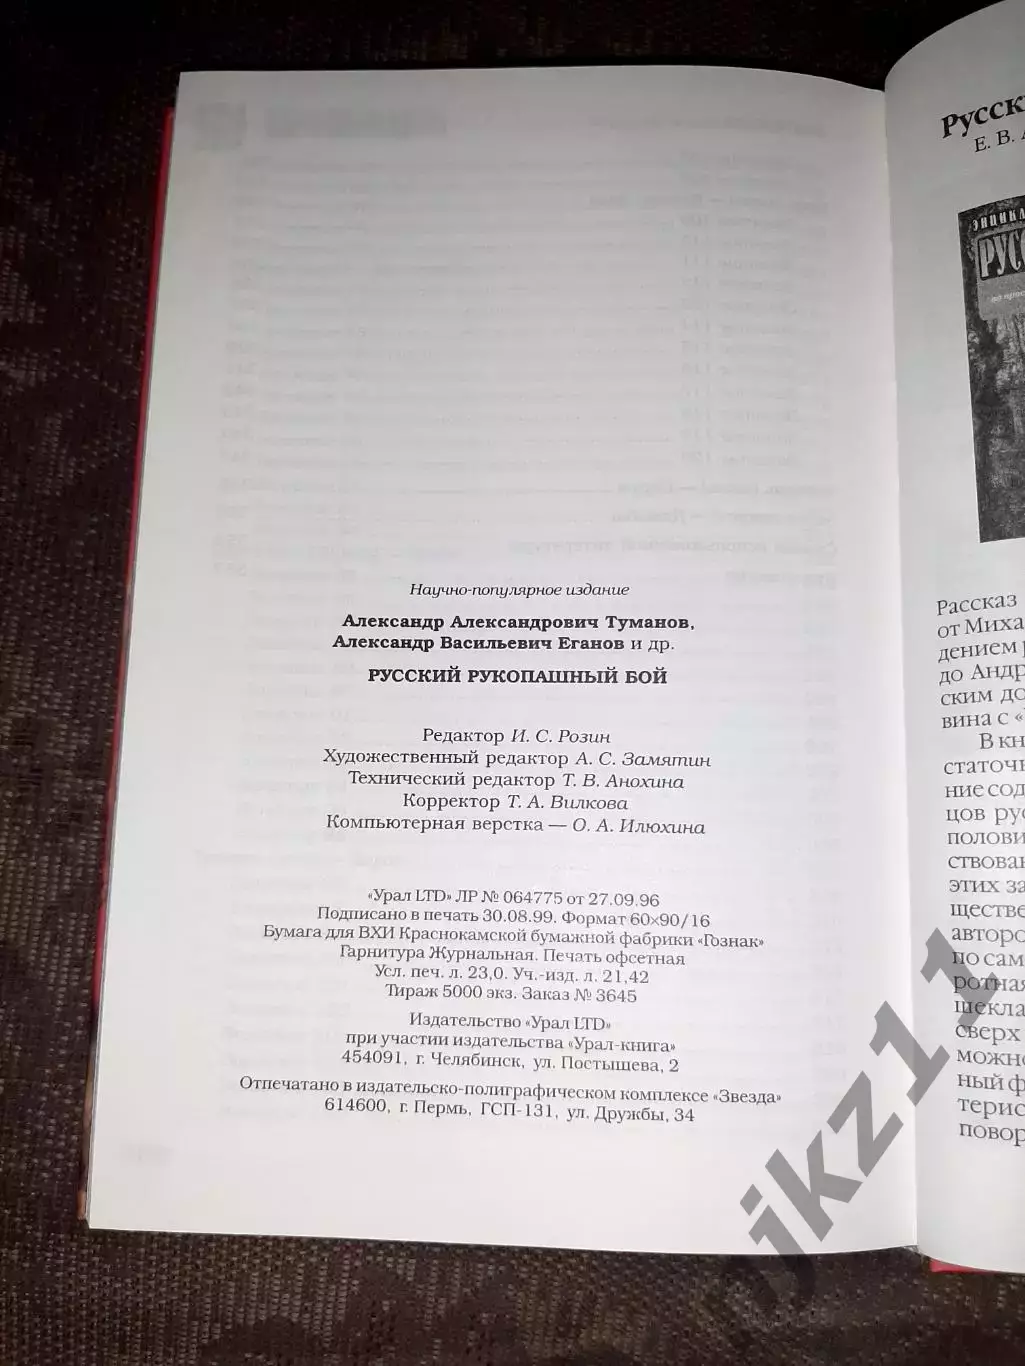 Научно-популярное издание
Александр Александрович Туманов,
Александр Васильевич Еганов и др.
РУССКИЙ РУКОПАШНЫЙ БОЙ
Редактор И. С. Розин
Художественный редактор А. С. Замятин
Технический редактор Т. В. Анохина
Корректор Т. А. Вилкова
Компьютерная верстка — О. А. Илюхина
«Урал LTD» ЛР № 064775 от 27.09.96
Подписано в печать 30.08.99. Формат 60×90/16
Бумага для ВХИ Краснокамской бумажной фабрики «Гознак»
Гарнитура Журнальная. Печать офсетная
Усл. печ. л. 23,0. Уч.-изд. л. 21,42
Тираж 5000 экз. Заказ № 3645
Издательство «Урал LTD»
при участии издательства «Урал-книга»
454091, г. Челябинск, ул. Постышева, 2
Отпечатано в издательско-полиграфическом комплексе «Звезда»
614600, г. Пермь, ГСП-131, ул. Дружбы, 34
Русск
Е. В.
ЭНЦИКЛ
РУСС
Рассказ
от Миха
дением р
до Андр
ским до
вина с «
В кн
статочн
ние сод
цов рус
полови
ствован
этих за
ществе
авторо
по сам
ротная
шекла
сверх
можно
ный ф
терис
повор
jkz11